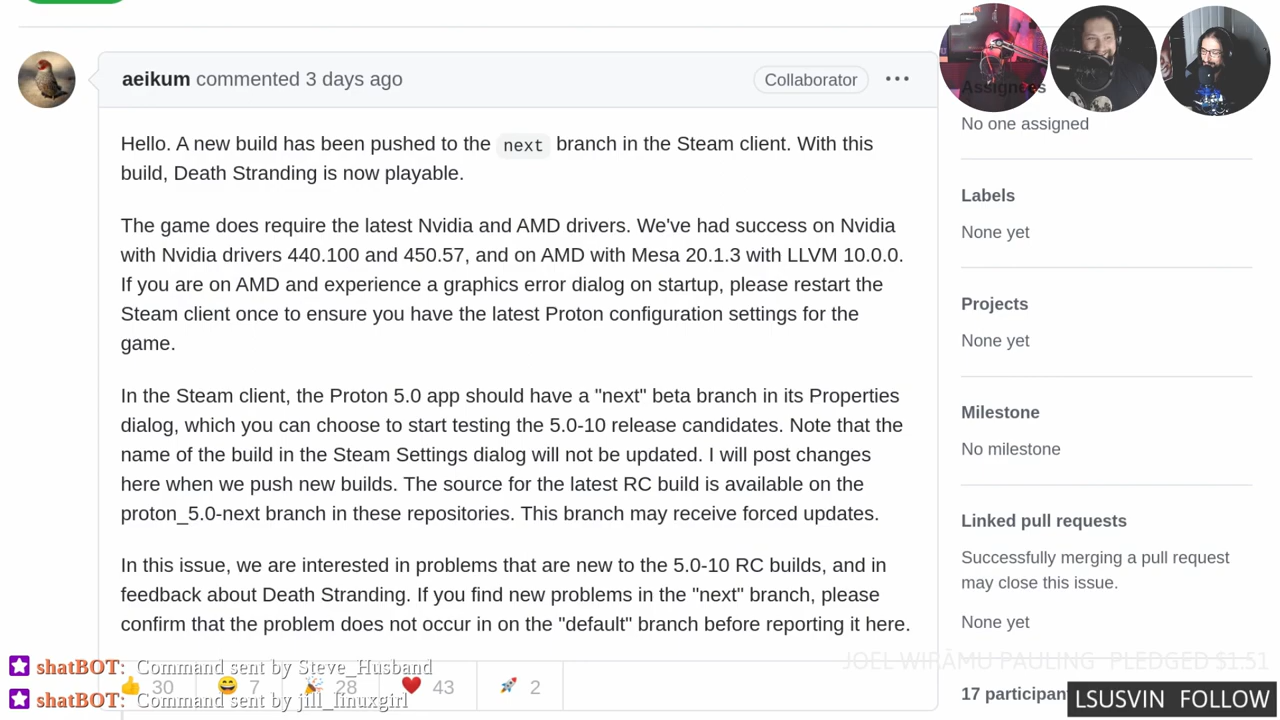 aeikum commented 3 days ago
Collaborator
Hello. A new build has been pushed to the next branch in the Steam client. With this
build, Death Stranding is now playable.
The game does require the latest Nvidia and AMD drivers. We've had success on Nvidia
with Nvidia drivers 440.100 and 450.57, and on AMD with Mesa 20.1.3 with LLVM 10.0.0.
If you are on AMD and experience a graphics error dialog on startup, please restart the
Steam client once to ensure you have the latest Proton configuration settings for the
game.
In the Steam client, the Proton 5.0 app should have a "next" beta branch in its Properties
dialog, which you can choose to start testing the 5.0-10 release candidates. Note that the
name of the build in the Steam Settings dialog will not be updated. I will post changes
here when we push new builds. The source for the latest RC build is available on the
proton_5.0-next branch in these repositories. This branch may receive forced updates.
In this issue, we are interested in problems that are new to the 5.0-10 RC builds, and in
feedback about Death Stranding. If you find new problems in the "next" branch, please
confirm that the problem does not occur in on the "default" branch before reporting it here.
30 7 28 43 2
shatBOT: Command sent by Steve_Husband
shatBOT: Command sent by jill_linuxgirl
Assignees
No one assigned
Labels
None yet
Projects
None yet
Milestone
No milestone
Linked pull requests
Successfully merging a pull request
may close this issue.
None yet
JOEL WIRĀMU PAULING PLEDGED $1.51
17 participan
LSUSVIN FOLLOW